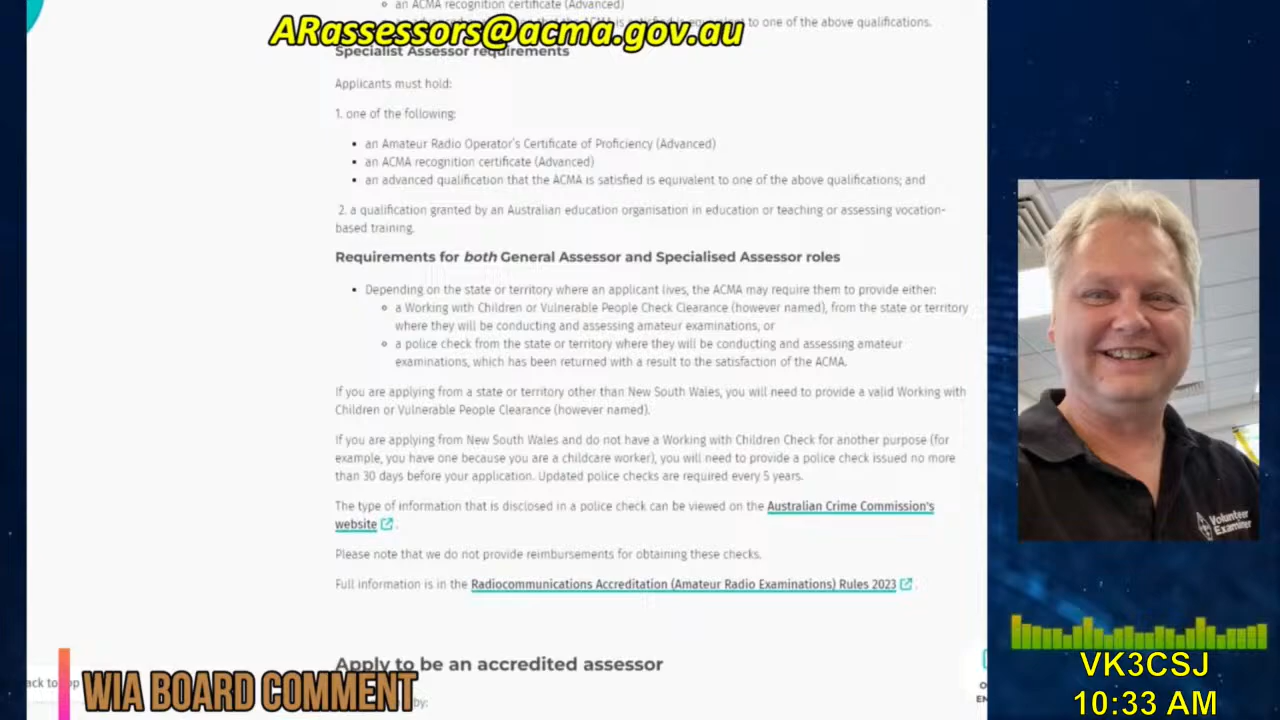 an ACMA recognition certificate (Advanced)
is equivalent to one of the above qualifications.
ARassessors@acma.gov.au
Specialist Assessor requirements
Applicants must hold:
1. one of the following:
an Amateur Radio Operator's Certificate of Proficiency (Advanced)
an ACMA recognition certificate (Advanced)
an advanced qualification that the ACMA is satisfied is equivalent to one of the above qualifications; and
2. a qualification granted by an Australian education organisation in education or teaching or assessing vocation-
based training.
Requirements for both General Assessor and Specialised Assessor roles
Depending on the state or territory where an applicant lives, the ACMA may require them to provide either:
a Working with Children or Vulnerable People Check Clearance (however named), from the state or territory
where they will be conducting and assessing amateur examinations, or
a police check from the state or territory where they will be conducting and assessing amateur
examinations, which has been returned with a result to the satisfaction of the ACMA.
If you are applying from a state or territory other than New South Wales, you will need to provide a valid Working with
Children or Vulnerable People Clearance (however named).
If you are applying from New South Wales and do not have a Working with Children Check for another purpose (for
example, you have one because you are a childcare worker), you will need to provide a police check issued no more
than 30 days before your application. Updated police checks are required every 5 years.
The type of information that is disclosed in a police check can be viewed on the Australian Crime Commission's
website.
Please note that we do not provide reimbursements for obtaining these checks.
Full information is in the Radiocommunications Accreditation (Amateur Radio Examinations) Rules 2023.
Apply to be an accredited assessor
by:
WIA BOARD COMMENT
Volunteer
Examiner
VK3CSJ
10:33 AM